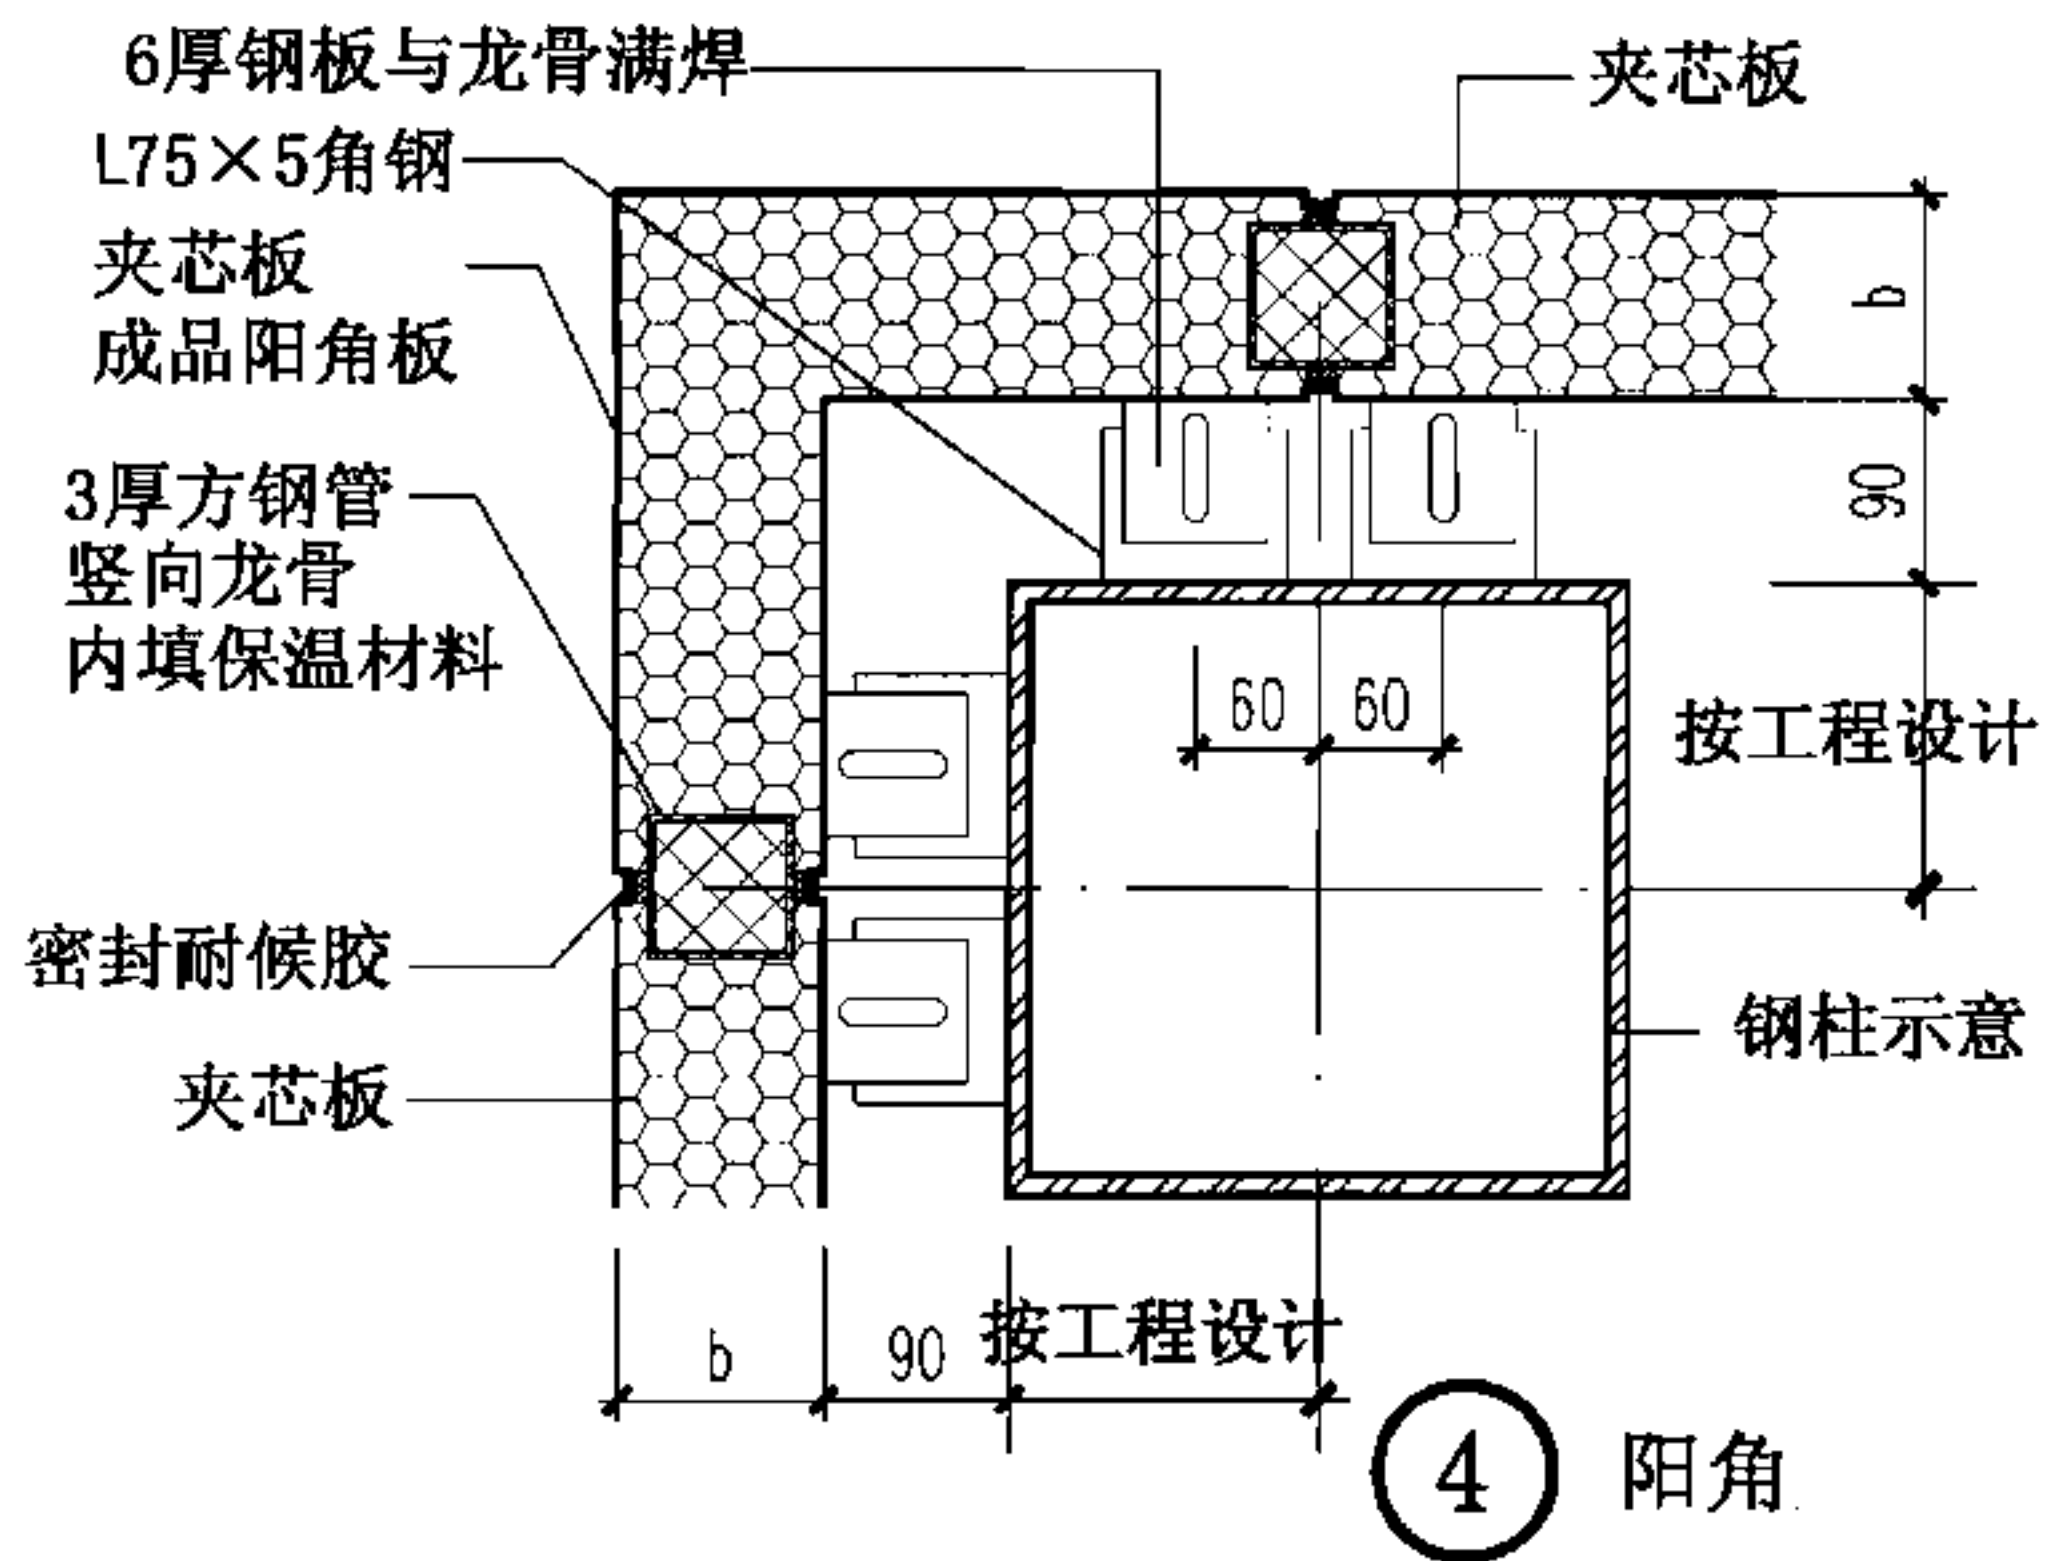 6厚钢板与龙骨满焊
夹芯板
L75×5角钢
夹芯板
成品阳角板
b
3厚方钢管
竖向龙骨
内填保温材料
90
60 60
按工程设计
密封耐候胶
钢柱示意
夹芯板
b
90
按工程设计
4 阳角